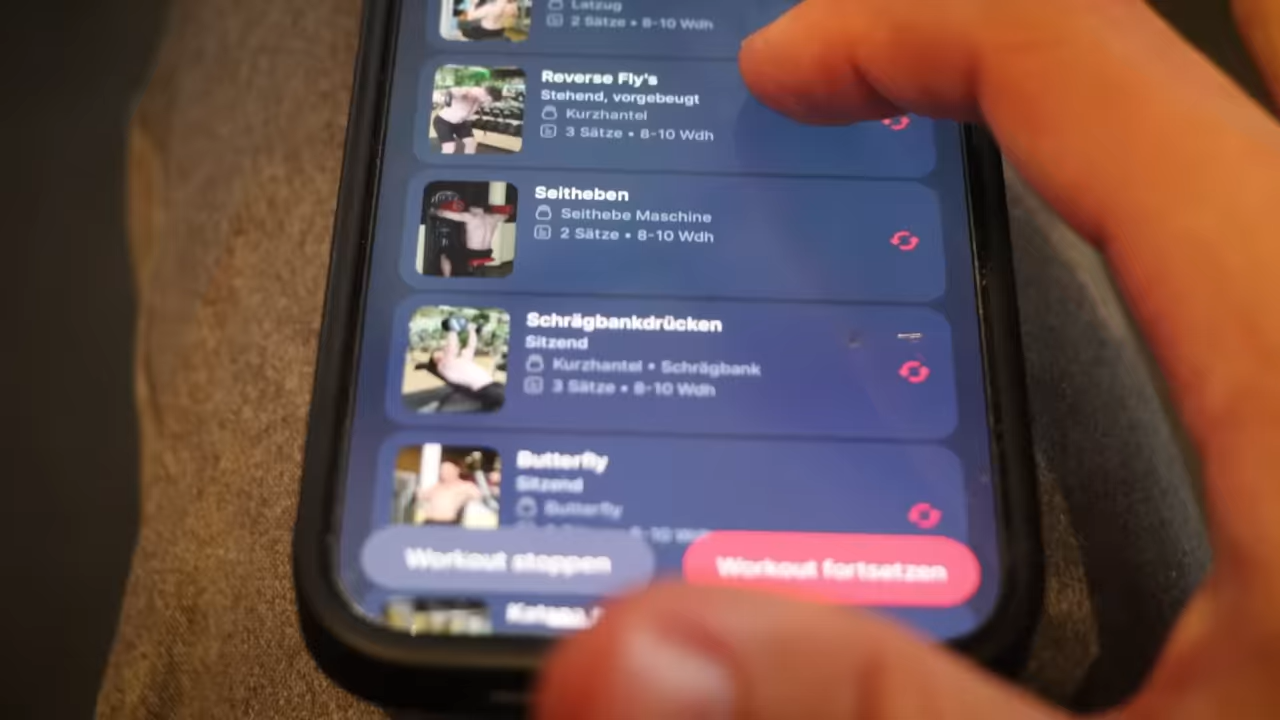 Latzug
2 Sätze • 8-10 Wdh
Reverse Fly's
Stehend, vorgebeugt
Kurzhantel
3 Sätze • 8-10 Wdh
Seitheben
Seithebe Maschine
2 Sätze • 8-10 Wdh
Schrägbankdrücken
Sitzend
Kurzhantel • Schrägbank
3 Sätze • 8-10 Wdh
Butterfly
Sitzend
Butterfly
Workout stoppen
Workout fortsetzen